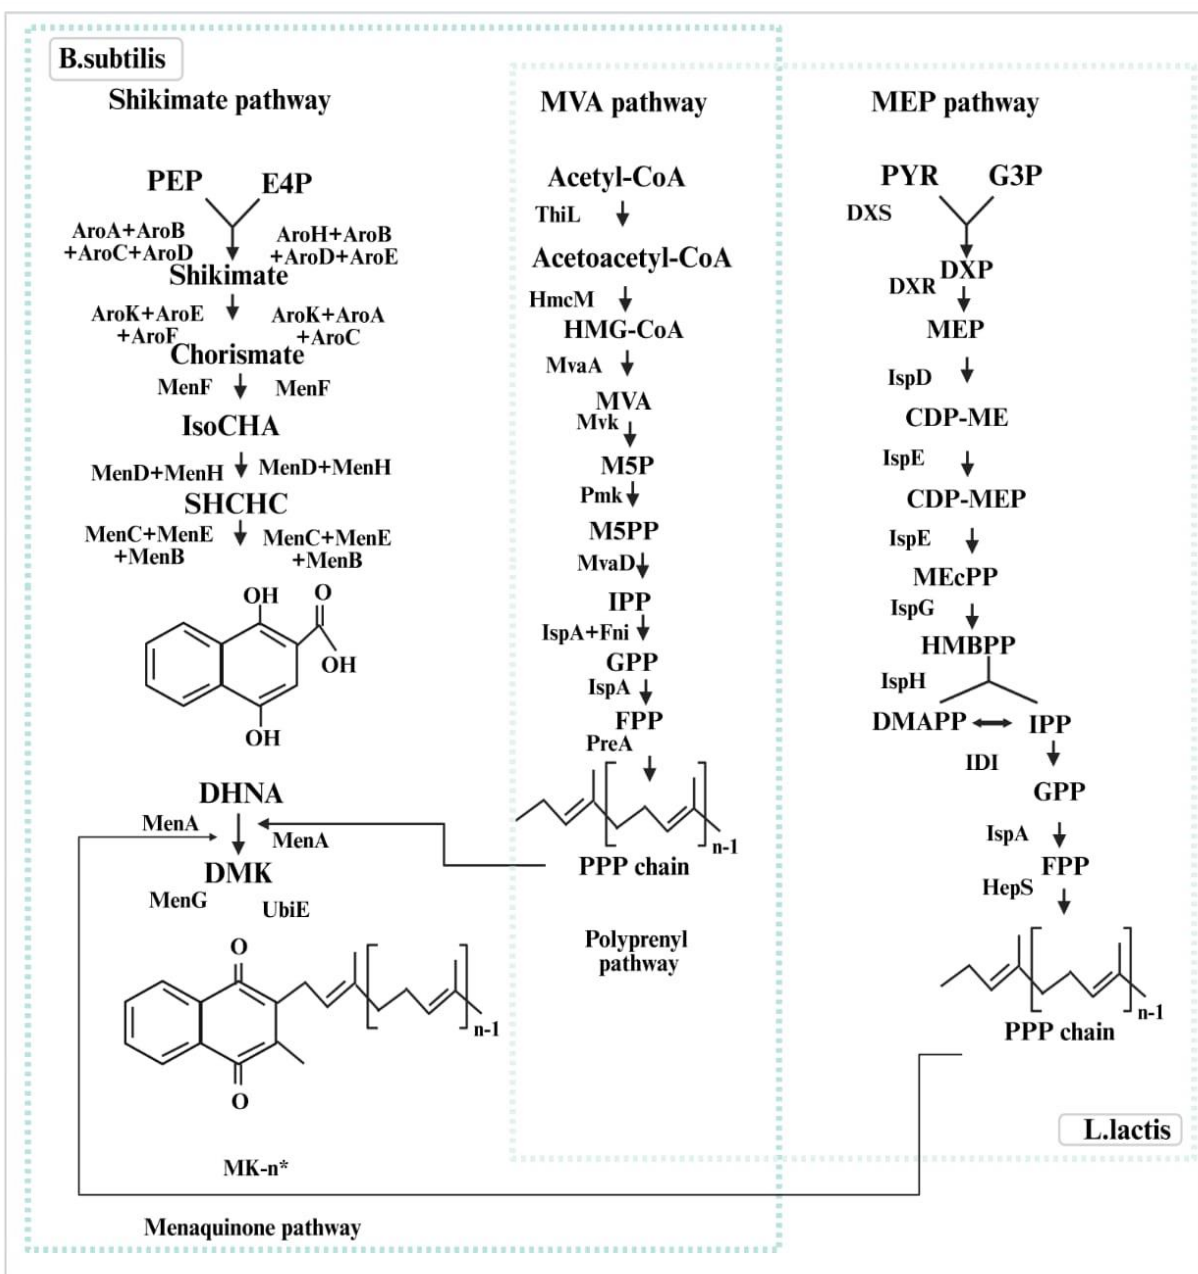 B.subtilis
Shikimate pathway
PEP
E4P
AroA+AroB
+AroC+AroD
AroH+AroB
+AroD+AroE
Shikimate
AroK+AroE
+AroF
AroK+AroA
+AroC
Chorismate
MenF
MenF
IsoCHA
MenD+MenH
MenD+MenH
SHCHC
MenC+MenE
+MenB
MenC+MenE
+MenB
OH
O
OH
OH
DHNA
MenA
MenA
DMK
MenG
UbiE
O
n-1
O
MK-n*
Menaquinone pathway
MVA pathway
Acetyl-CoA
ThiL
Acetoacetyl-CoA
HmcM
HMG-CoA
MvaA
MVA
Mvk
M5P
Pmk
M5PP
MvaD
IPP
IspA+Fni
GPP
IspA
FPP
PreA
n-1
PPP chain
Polyprenyl
pathway
MEP pathway
PYR
G3P
DXS
DXP
DXR
MEP
IspD
CDP-ME
IspE
CDP-MEP
IspE
MEcPP
IspG
HMBPP
IspH
DMAPP
IPP
IDI
GPP
IspA
FPP
HepS
n-1
PPP chain
L.lactis